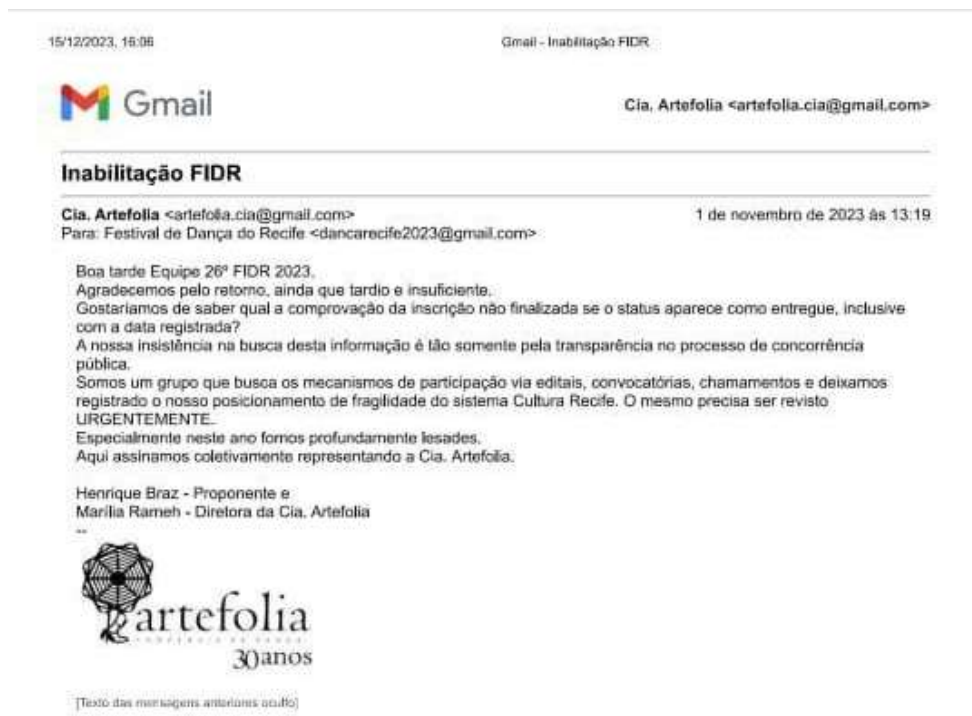 15/12/2023, 16:06
Gmail - Inabilitação FIDR
Gmail
Cia. Artefolia <artefolia.cia@gmail.com>
Inabilitação FIDR
Cia. Artefolia <artefolia.cia@gmail.com>
1 de novembro de 2023 às 13:19
Para: Festival de Dança do Recife <dancarecife2023@gmail.com>
Boa tarde Equipe 26º FIDR 2023.
Agradecemos pelo retorno, ainda que tardio e insuficiente.
Gostaríamos de saber qual a comprovação da inscrição não finalizada se o status aparece como entregue, inclusive
com a data registrada?
A nossa insistência na busca desta informação é tão somente pela transparência no processo de concorrência
pública.
Somos um grupo que busca os mecanismos de participação via editais, convocatórias, chamamentos e deixamos
registrado o nosso posicionamento de fragilidade do sistema Cultura Recife. O mesmo precisa ser revisto
URGENTEMENTE.
Especialmente neste ano fomos profundamente lesades.
Aqui assinamos coletivamente representando a Cia. Artefolia.
Henrique Braz - Proponente e
Marília Rameh - Diretora da Cia. Artefolia
--
artefolia
30 anos
[Texto das mensagens anteriores oculto]